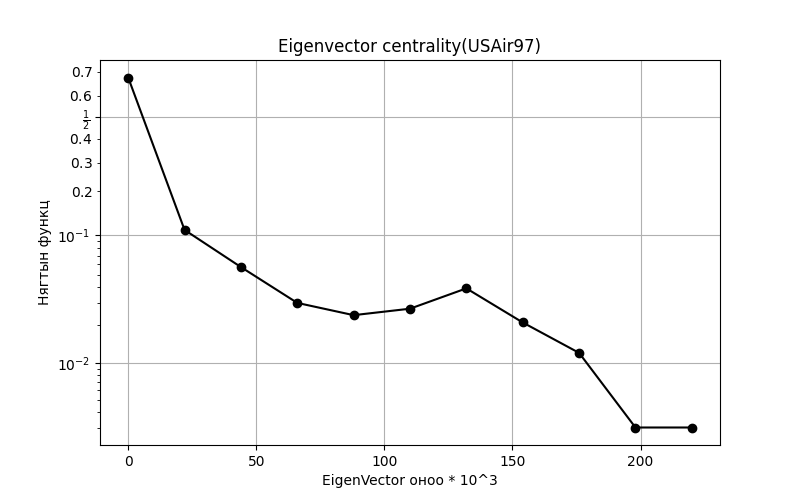 Eigenvector centrality(USAir97)
0.7
0.6
1/2
0.4
0.3
0.2
10^-1
10^-2
Нягтын функц
0 50 100 150 200
EigenVector оноо * 10^3